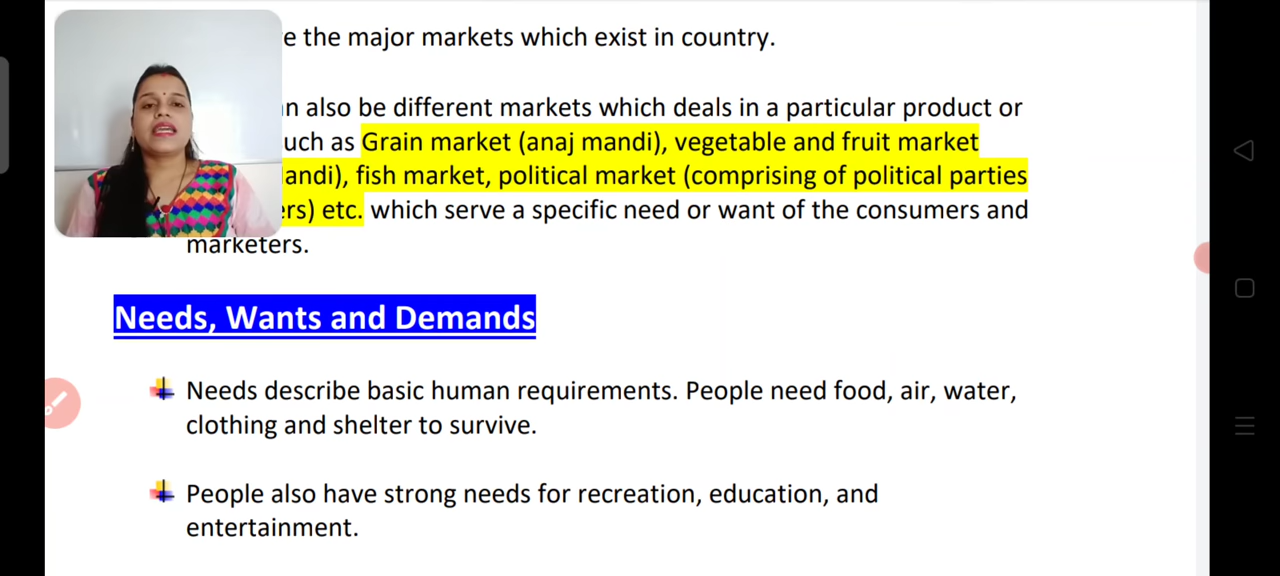 the major markets which exist in country.
also be different markets which deals in a particular product or
as Grain market (anaj mandi), vegetable and fruit market
fish market, political market (comprising of political parties
etc. which serve a specific need or want of the consumers and
marketers.
Needs, Wants and Demands
Needs describe basic human requirements. People need food, air, water,
clothing and shelter to survive.
People also have strong needs for recreation, education, and
entertainment.